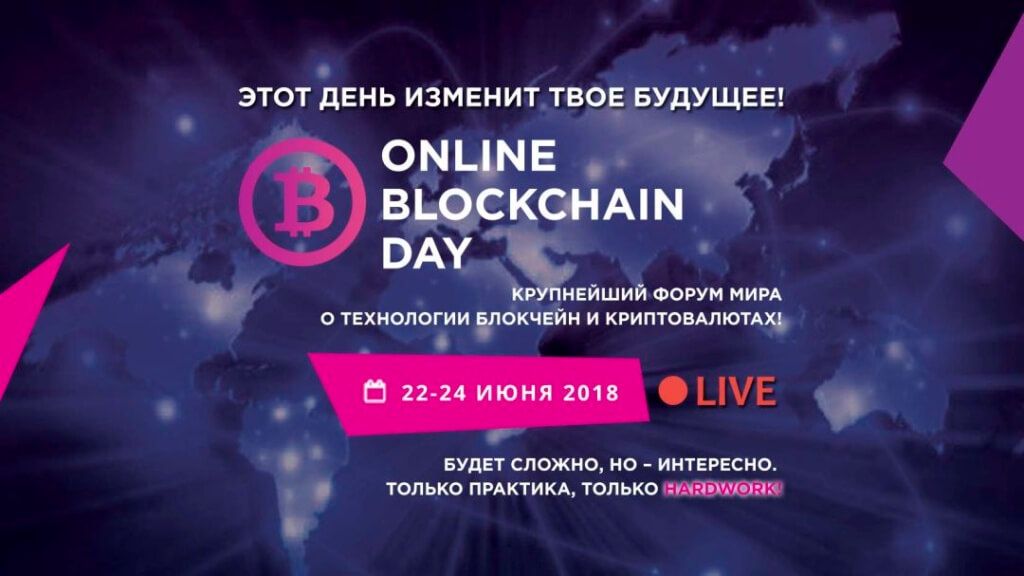 ЭТОТ ДЕНЬ ИЗМЕНИТ ТВОЕ БУДУЩЕЕ!
ONLINE
BLOCKCHAIN
DAY
КРУПНЕЙШИЙ ФОРУМ МИРА
О ТЕХНОЛОГИИ БЛОКЧЕЙН И КРИПТОВАЛЮТАХ!
22-24 ИЮНЯ 2018
LIVE
БУДЕТ СЛОЖНО, НО – ИНТЕРЕСНО.
ТОЛЬКО ПРАКТИКА, ТОЛЬКО HARDWORK!